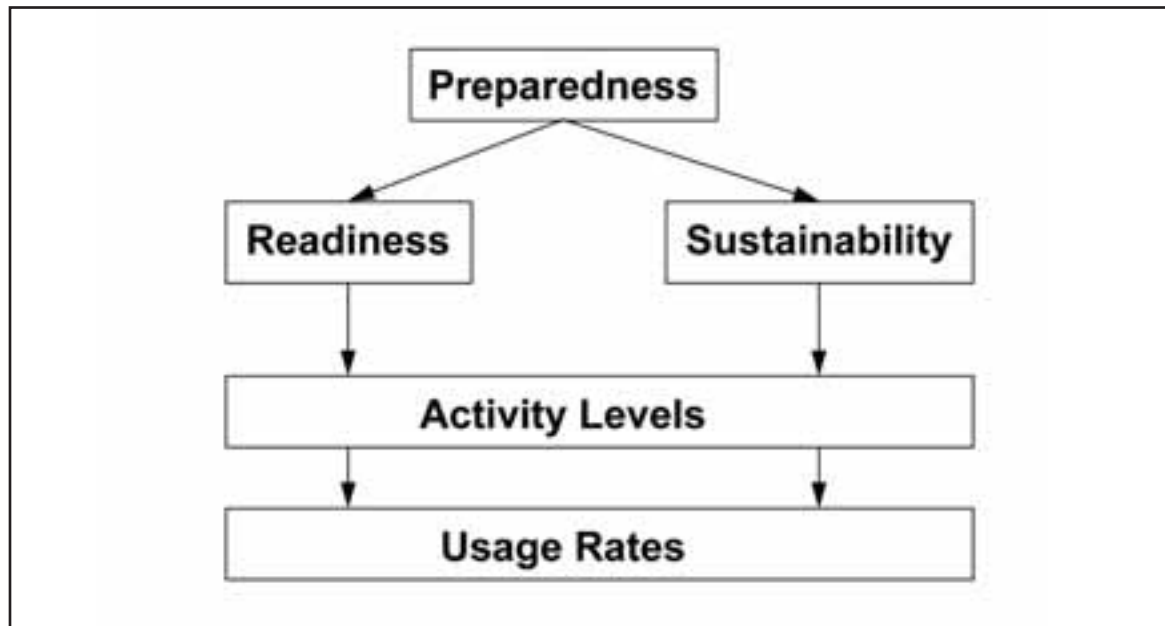 Preparedness
Readiness
Sustainability
Activity Levels
Usage Rates